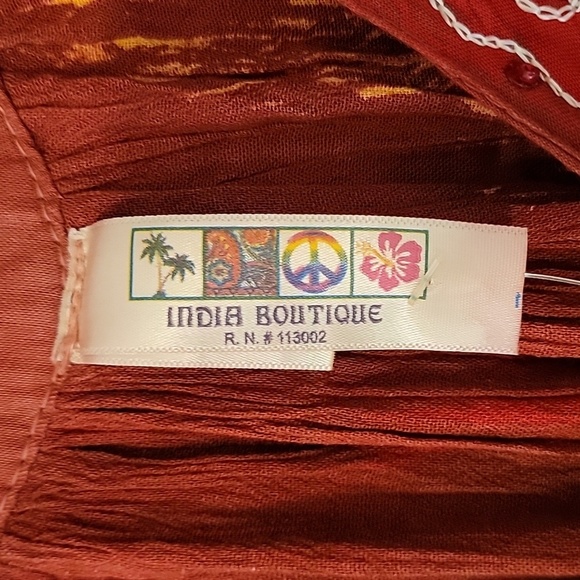 INDIA BOUTIQUE
R. N. # 113002